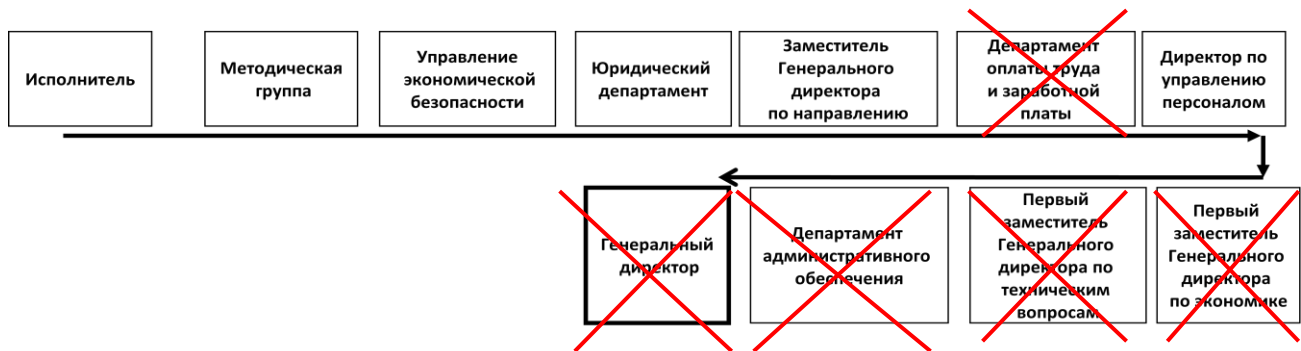 Исполнитель
Методическая
группа
Управление
экономической
безопасности
Юридический
департамент
Заместитель
Генерального
директора
по направлению
Департамент
оплаты труда
и заработной
платы
Директор по
управлению
персоналом
Генеральный
директор
Департамент
административного
обеспечения
Первый
заместитель
Генерального
директора по
техническим
вопросам
Первый
заместитель
Генерального
директора
по экономике